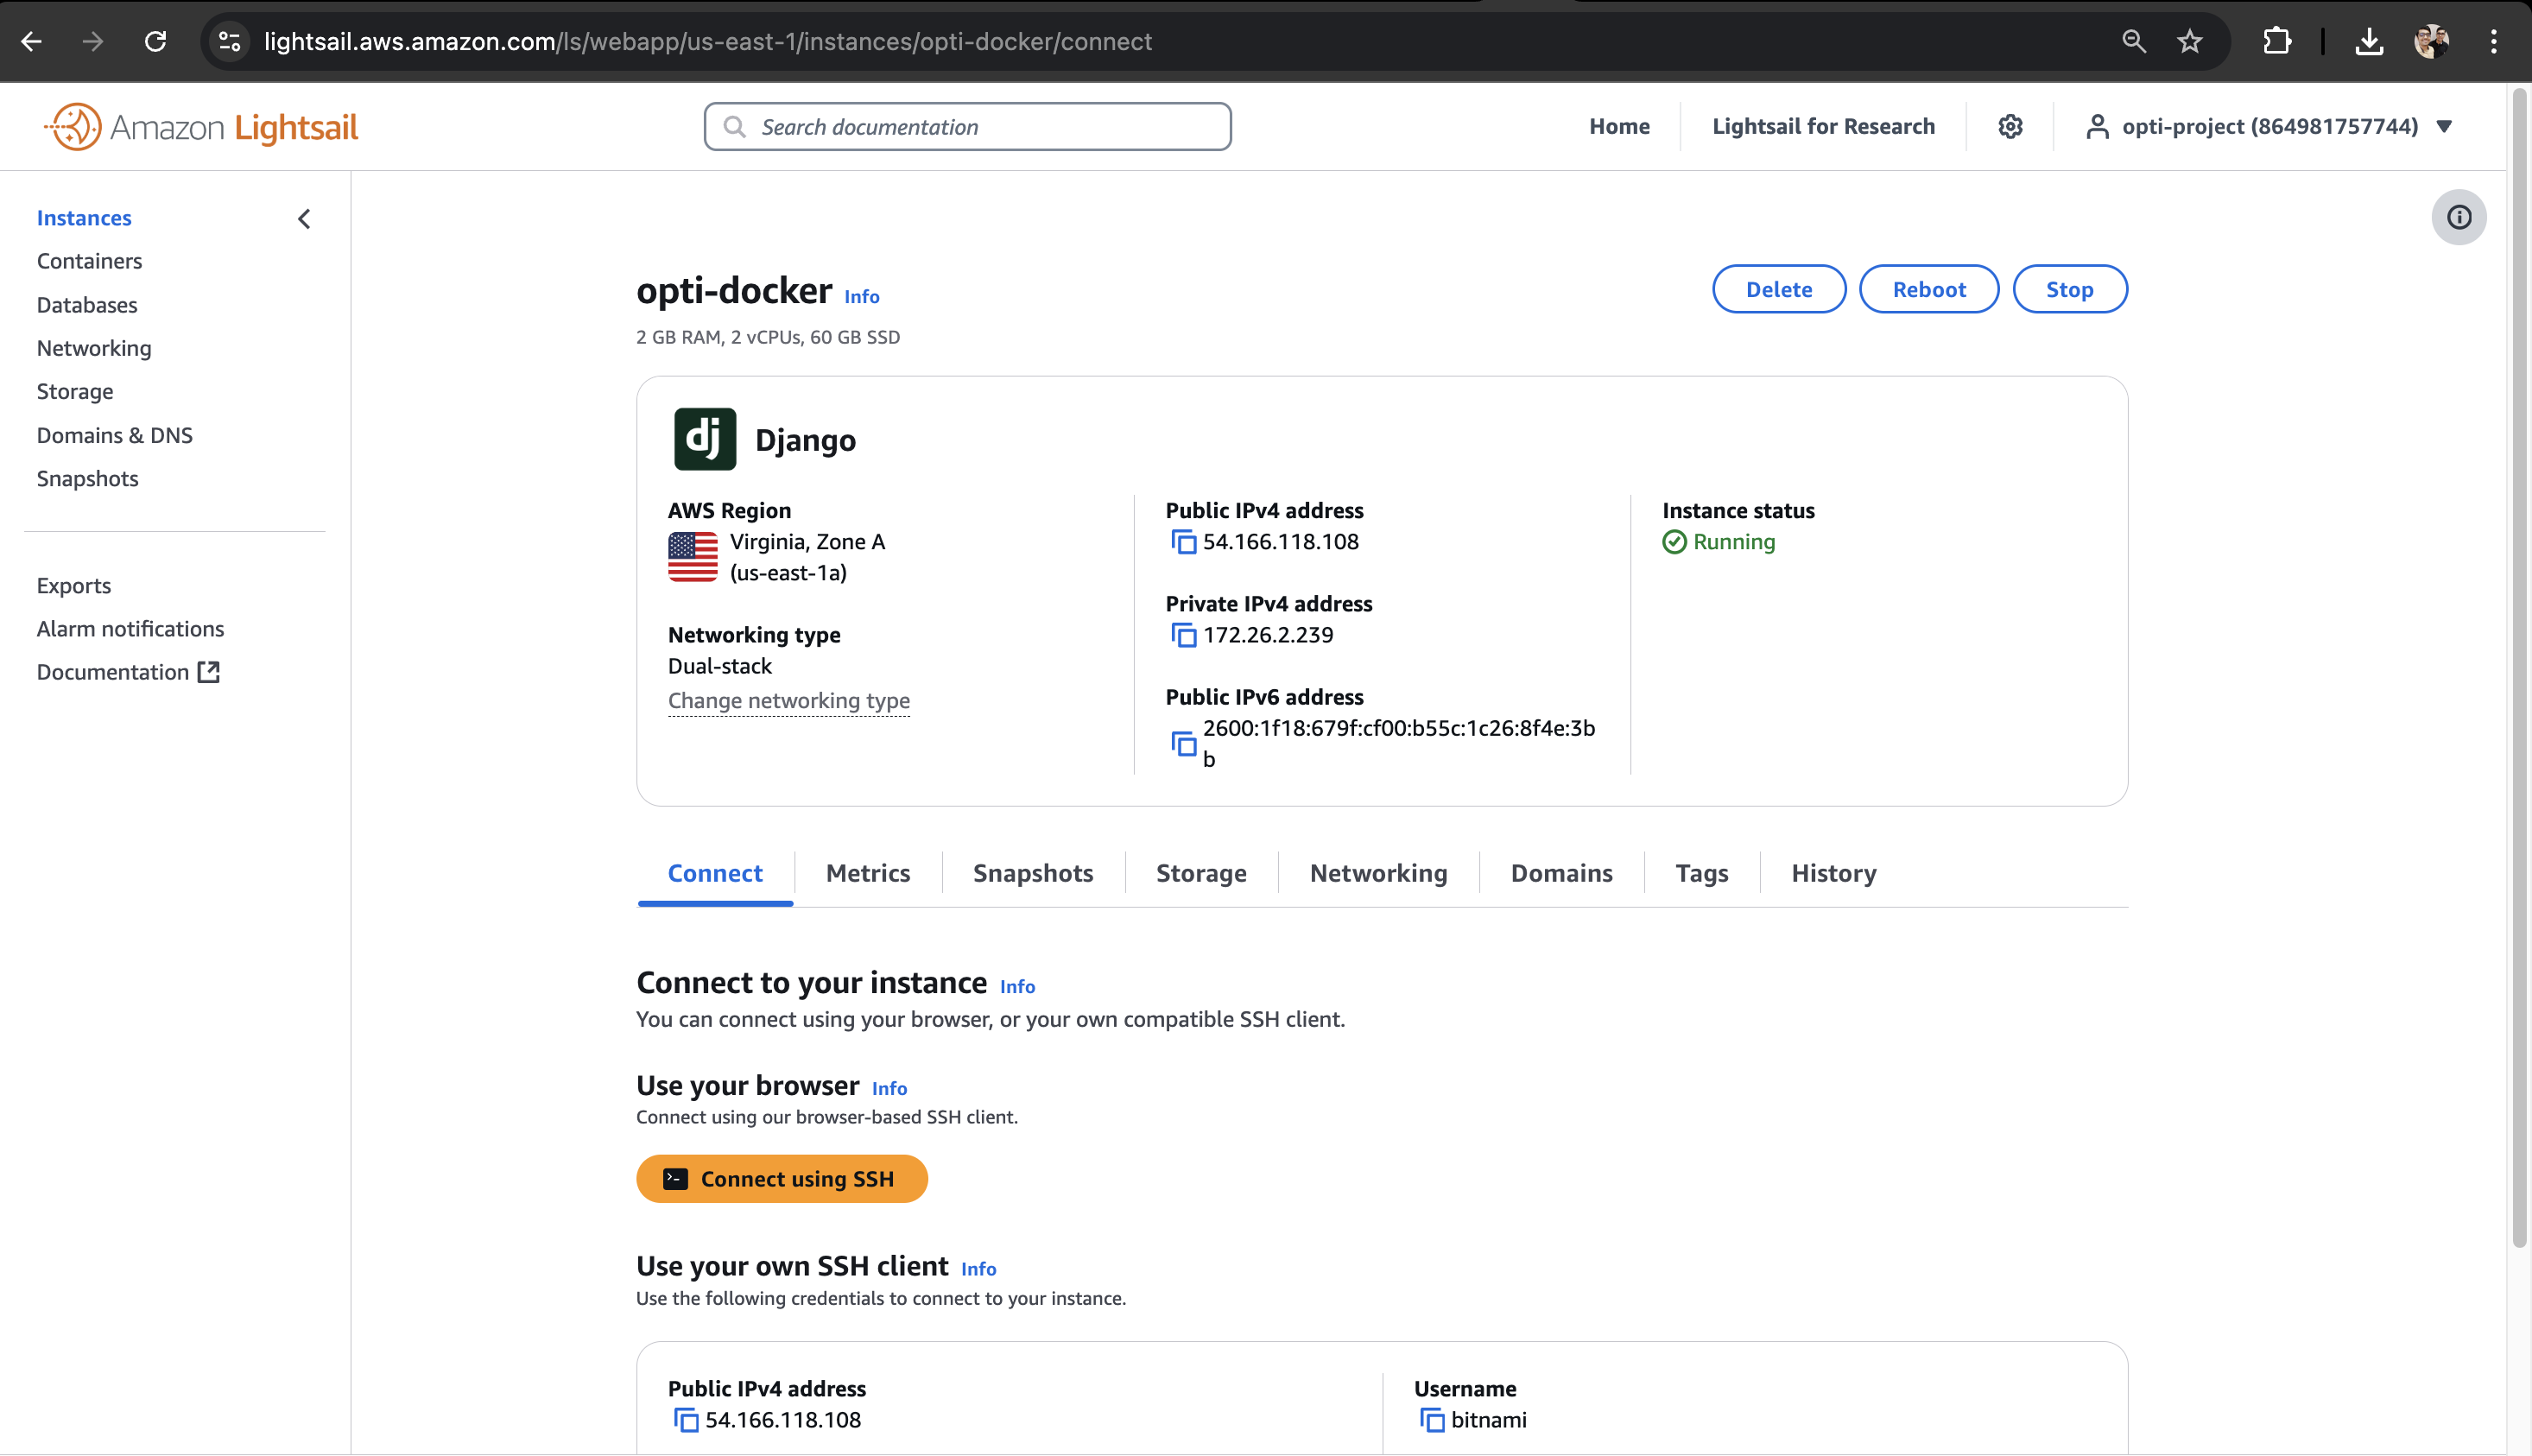 lightsail.aws.amazon.com/ls/webapp/us-east-1/instances/opti-docker/connect
Amazon Lightsail
Search documentation
Home
Lightsail for Research
opti-project (864981757744)
Instances
Containers
Databases
Networking
Storage
Domains & DNS
Snapshots
Exports
Alarm notifications
Documentation
opti-docker Info
2 GB RAM, 2 vCPUs, 60 GB SSD
Delete
Reboot
Stop
dj
Django
AWS Region
Virginia, Zone A
(us-east-1a)
Networking type
Dual-stack
Change networking type
Public IPv4 address
54.166.118.108
Private IPv4 address
172.26.2.239
Public IPv6 address
2600:1f18:679f:cf00:b55c:1c26:8f4e:3b
b
Instance status
Running
Connect
Metrics
Snapshots
Storage
Networking
Domains
Tags
History
Connect to your instance Info
You can connect using your browser, or your own compatible SSH client.
Use your browser Info
Connect using our browser-based SSH client.
Connect using SSH
Use your own SSH client Info
Use the following credentials to connect to your instance.
Public IPv4 address
54.166.118.108
Username
bitnami